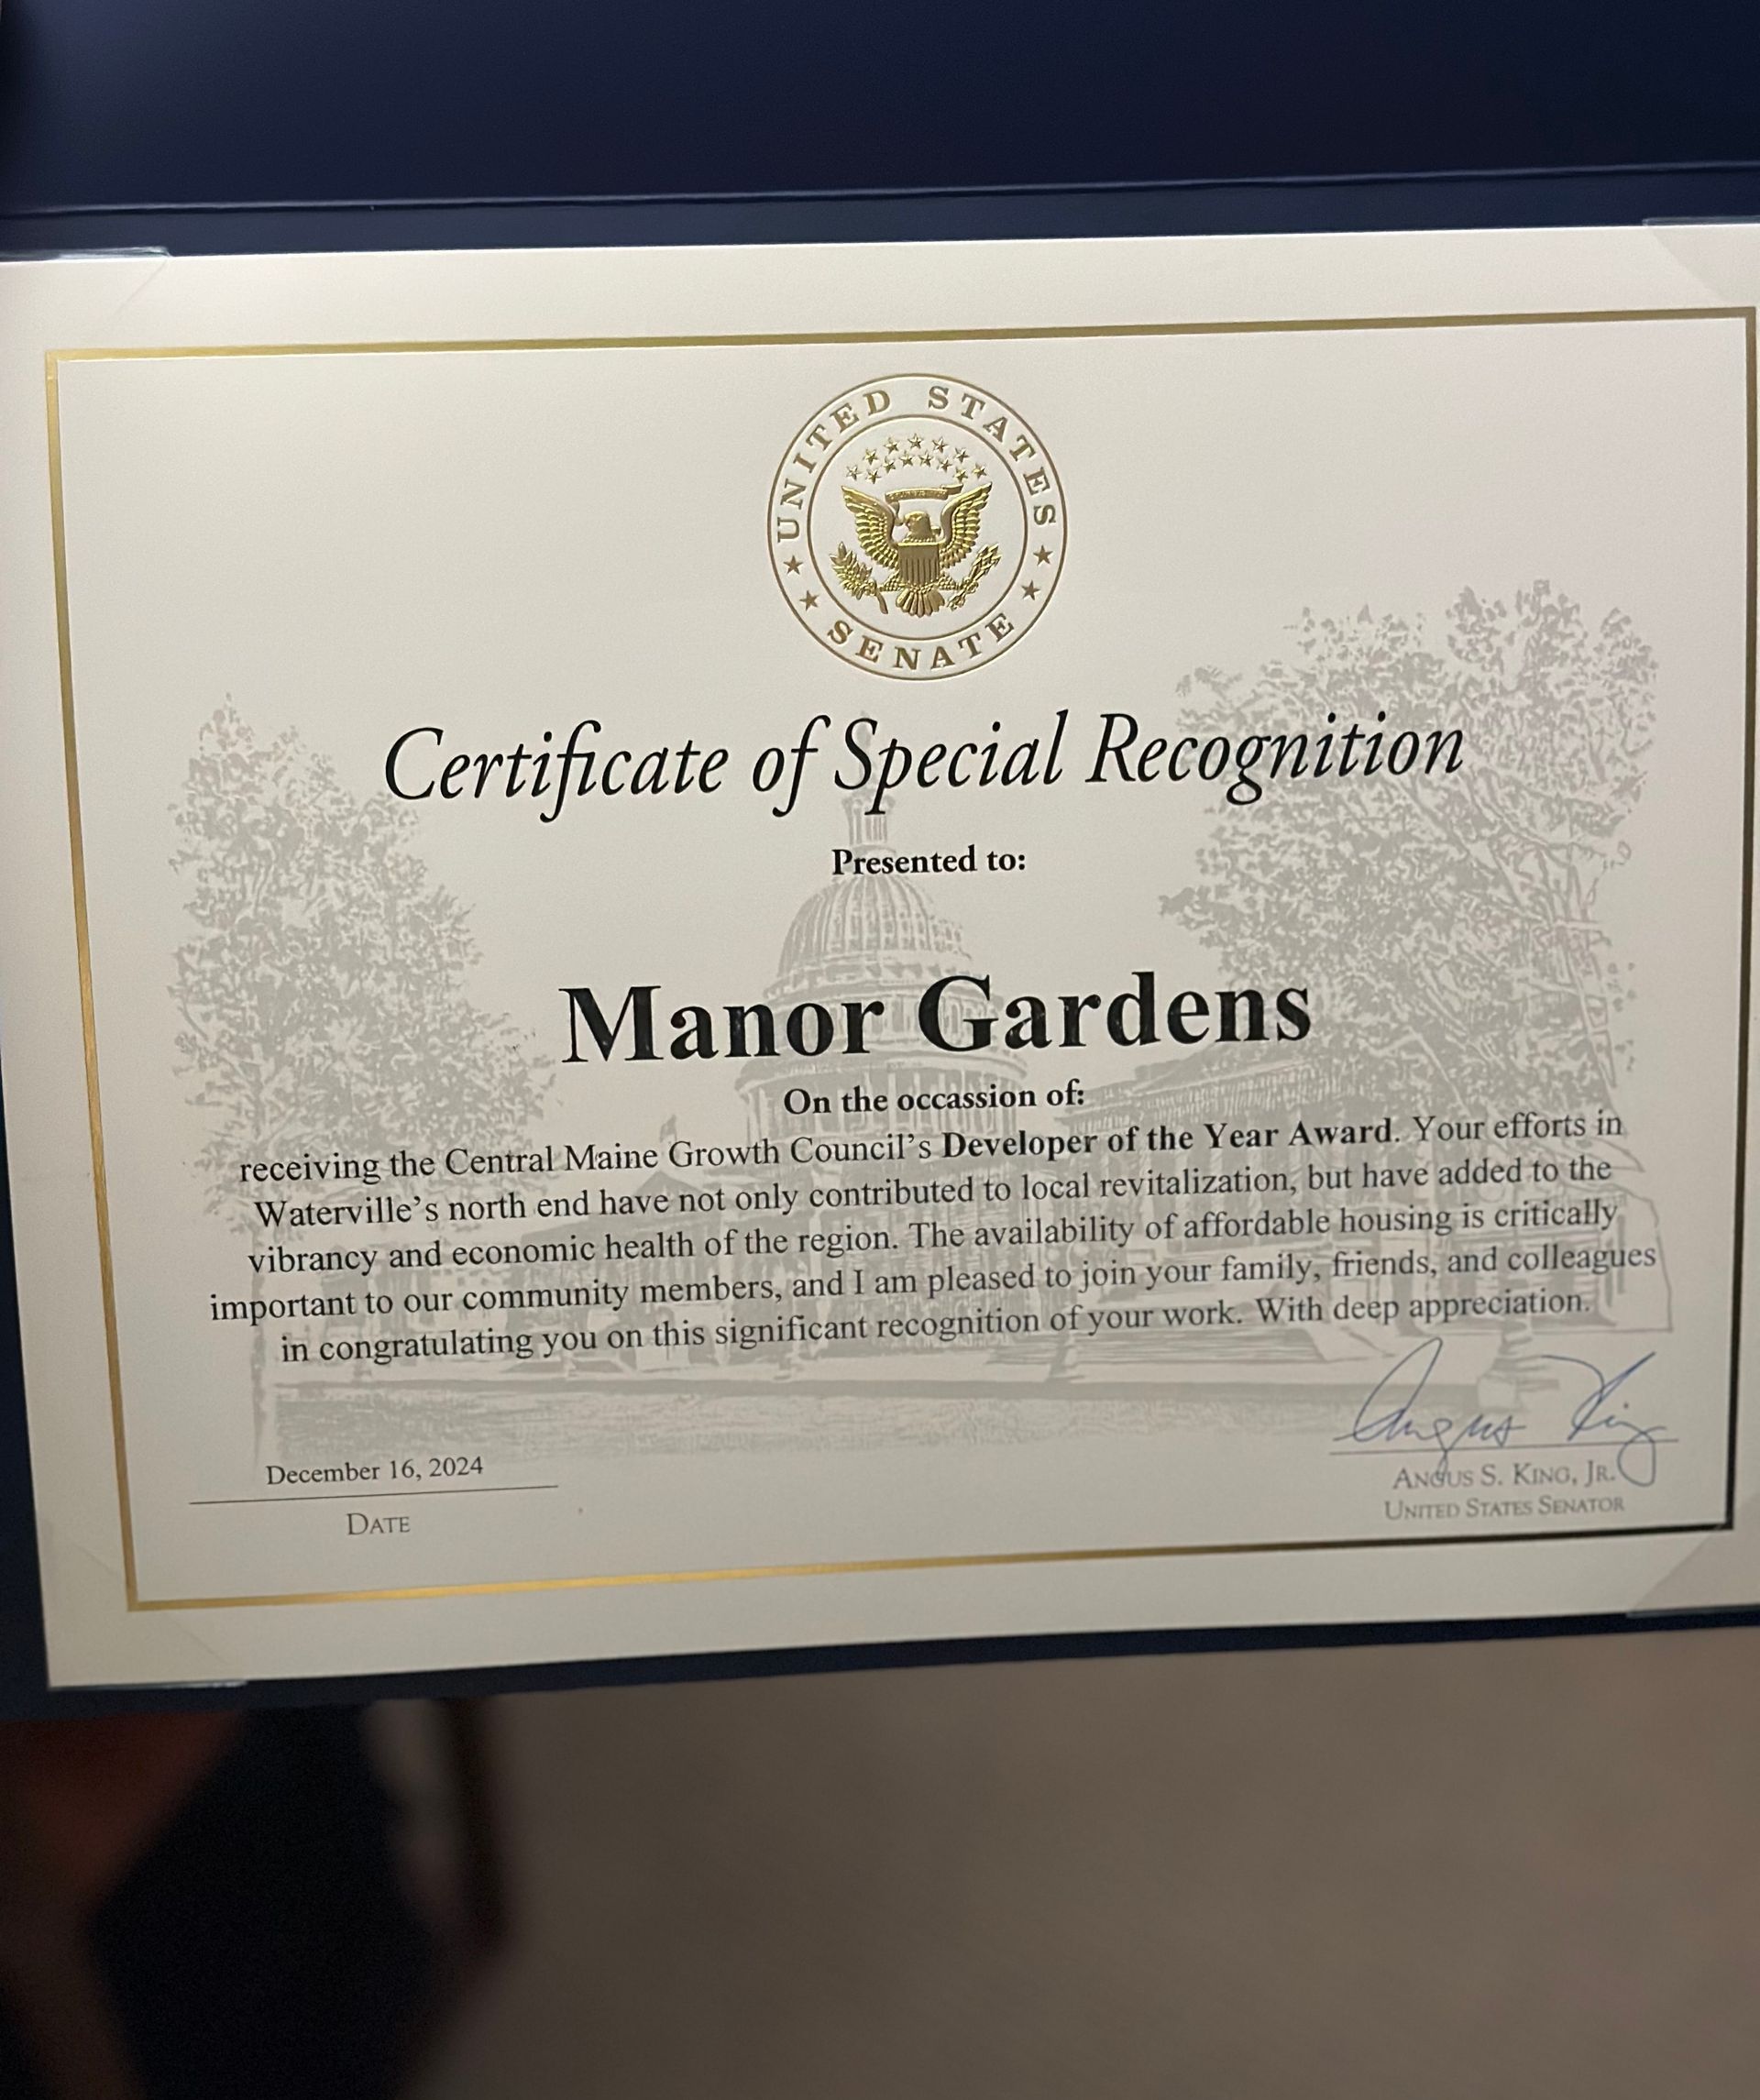 UNITED STATES
SENATE
Certificate of Special Recognition
Presented to:
Manor Gardens
On the occassion of:
receiving the Central Maine Growth Council's Developer of the Year Award. Your efforts in
Waterville's north end have not only contributed to local revitalization, but have added to the
vibrancy and economic health of the region. The availability of affordable housing is critically
important to our community members, and I am pleased to join your family, friends, and colleagues
in congratulating you on this significant recognition of your work. With deep appreciation.
Angus King
December 16, 2024
DATE
ANGUS S. KING, JR.
UNITED STATES SENATOR